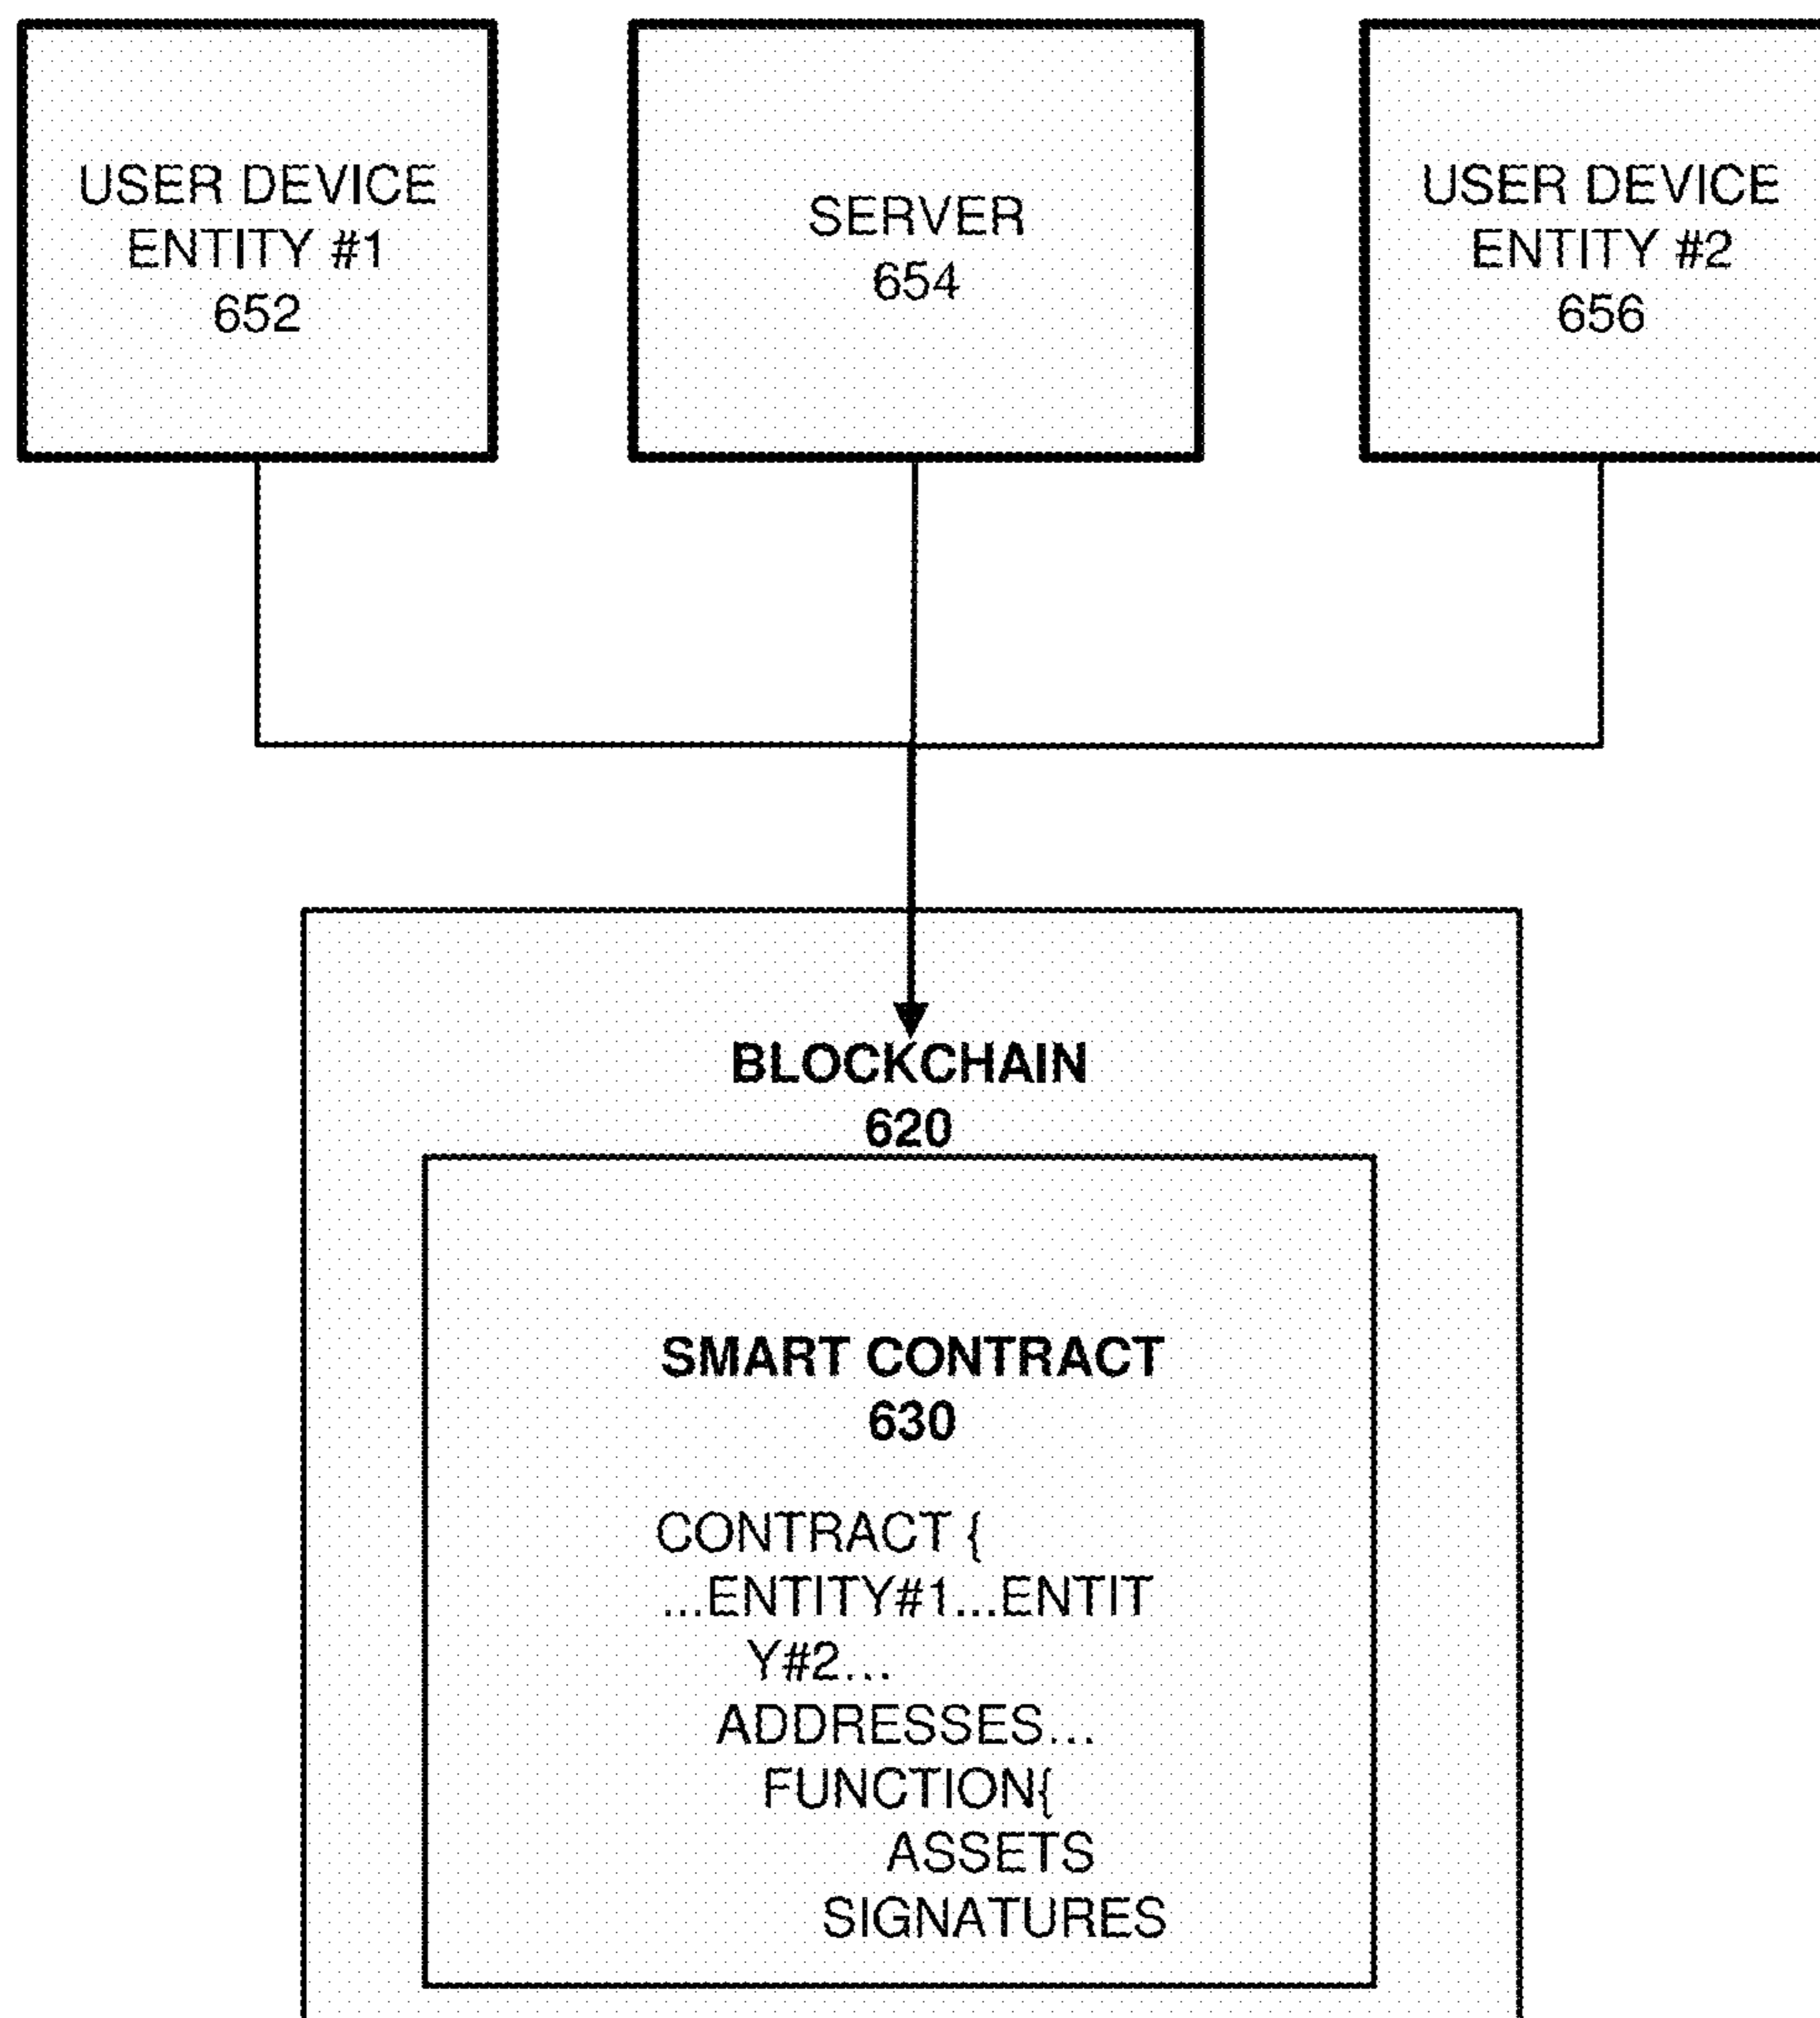 USER DEVICE
ENTITY #1
652
SERVER
654
USER DEVICE
ENTITY #2
656
BLOCKCHAIN
620
SMART CONTRACT
630
CONTRACT {
...ENTITY#1...ENTIT
Y#2...
ADDRESSES...
FUNCTION{
ASSETS
SIGNATURES